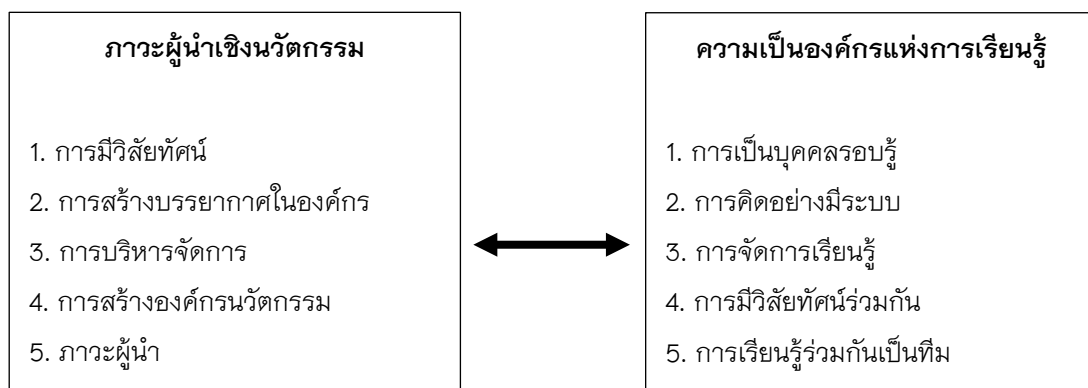 ภาวะผู้นำเชิงนวัตกรรม
1. การมีวิสัยทัศน์
2. การสร้างบรรยากาศในองค์กร
3. การบริหารจัดการ
4. การสร้างองค์กรนวัตกรรม
5. ภาวะผู้นำ
ความเป็นองค์กรแห่งการเรียนรู้
1. การเป็นบุคคลรอบรู้
2. การคิดอย่างมีระบบ
3. การจัดการเรียนรู้
4. การมีวิสัยทัศน์ร่วมกัน
5. การเรียนรู้ร่วมกันเป็นทีม